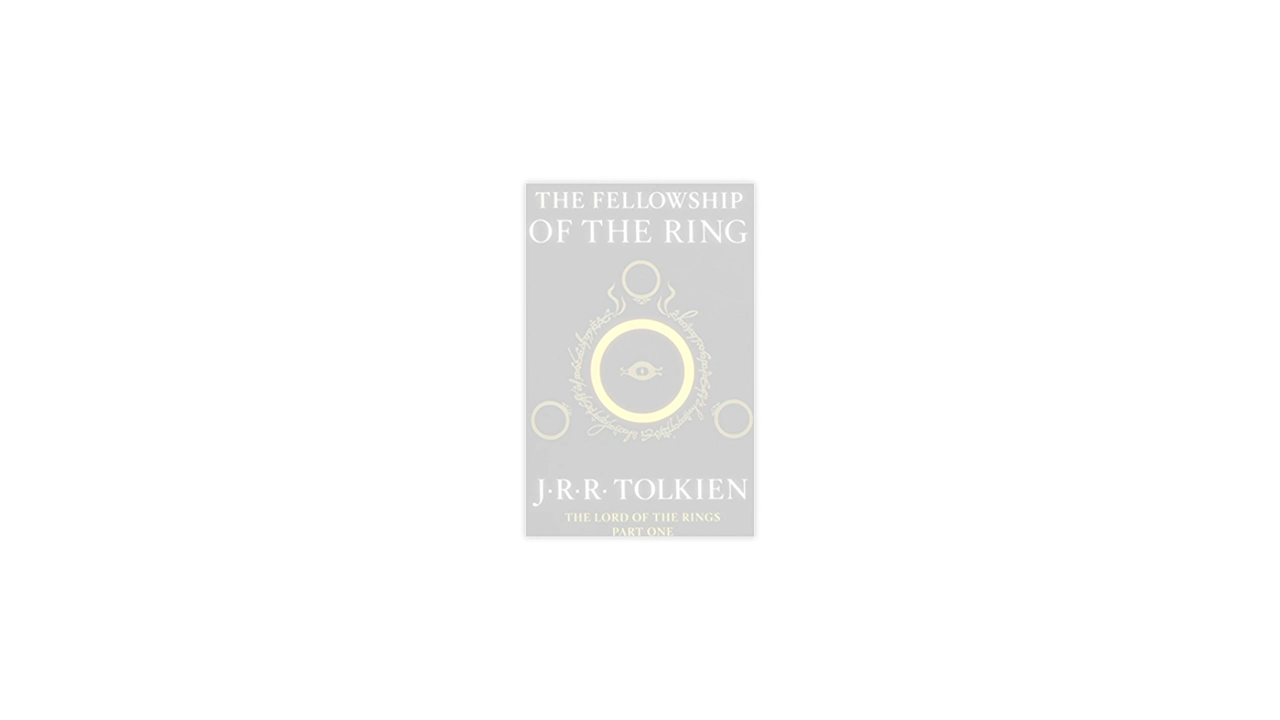 THE FELLOWSHIP
OF THE RING
J·R·R· TOLKIEN
THE LORD OF THE RINGS
PART ONE